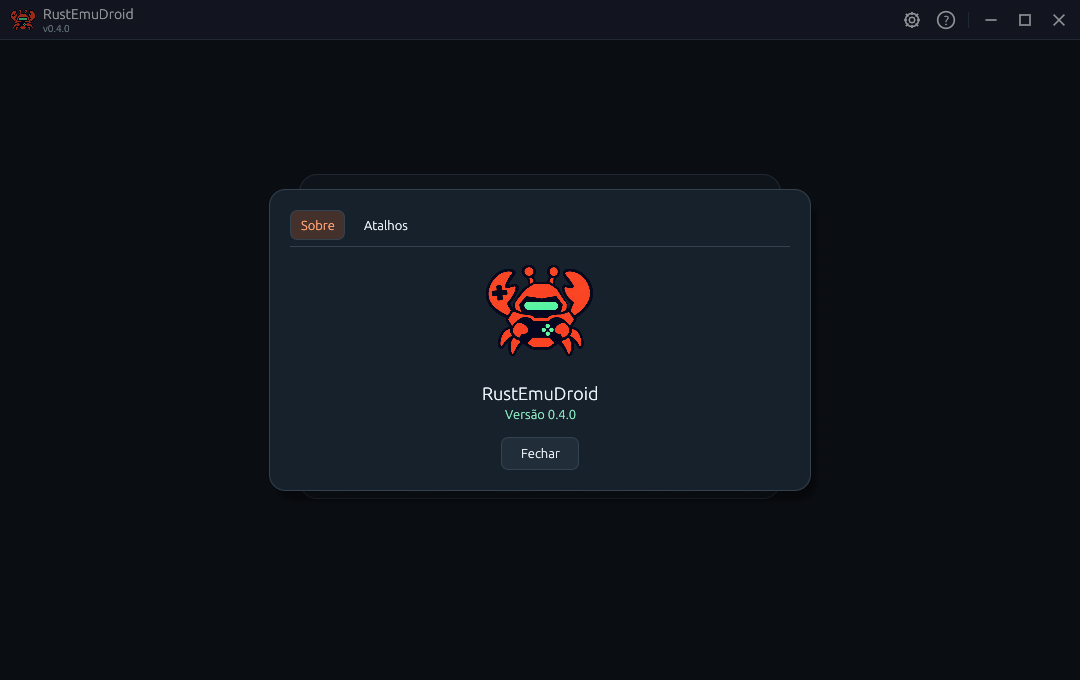 RustEmuDroid
v0.4.0
Sobre
Atalhos
RustEmuDroid
Versão 0.4.0
Fechar